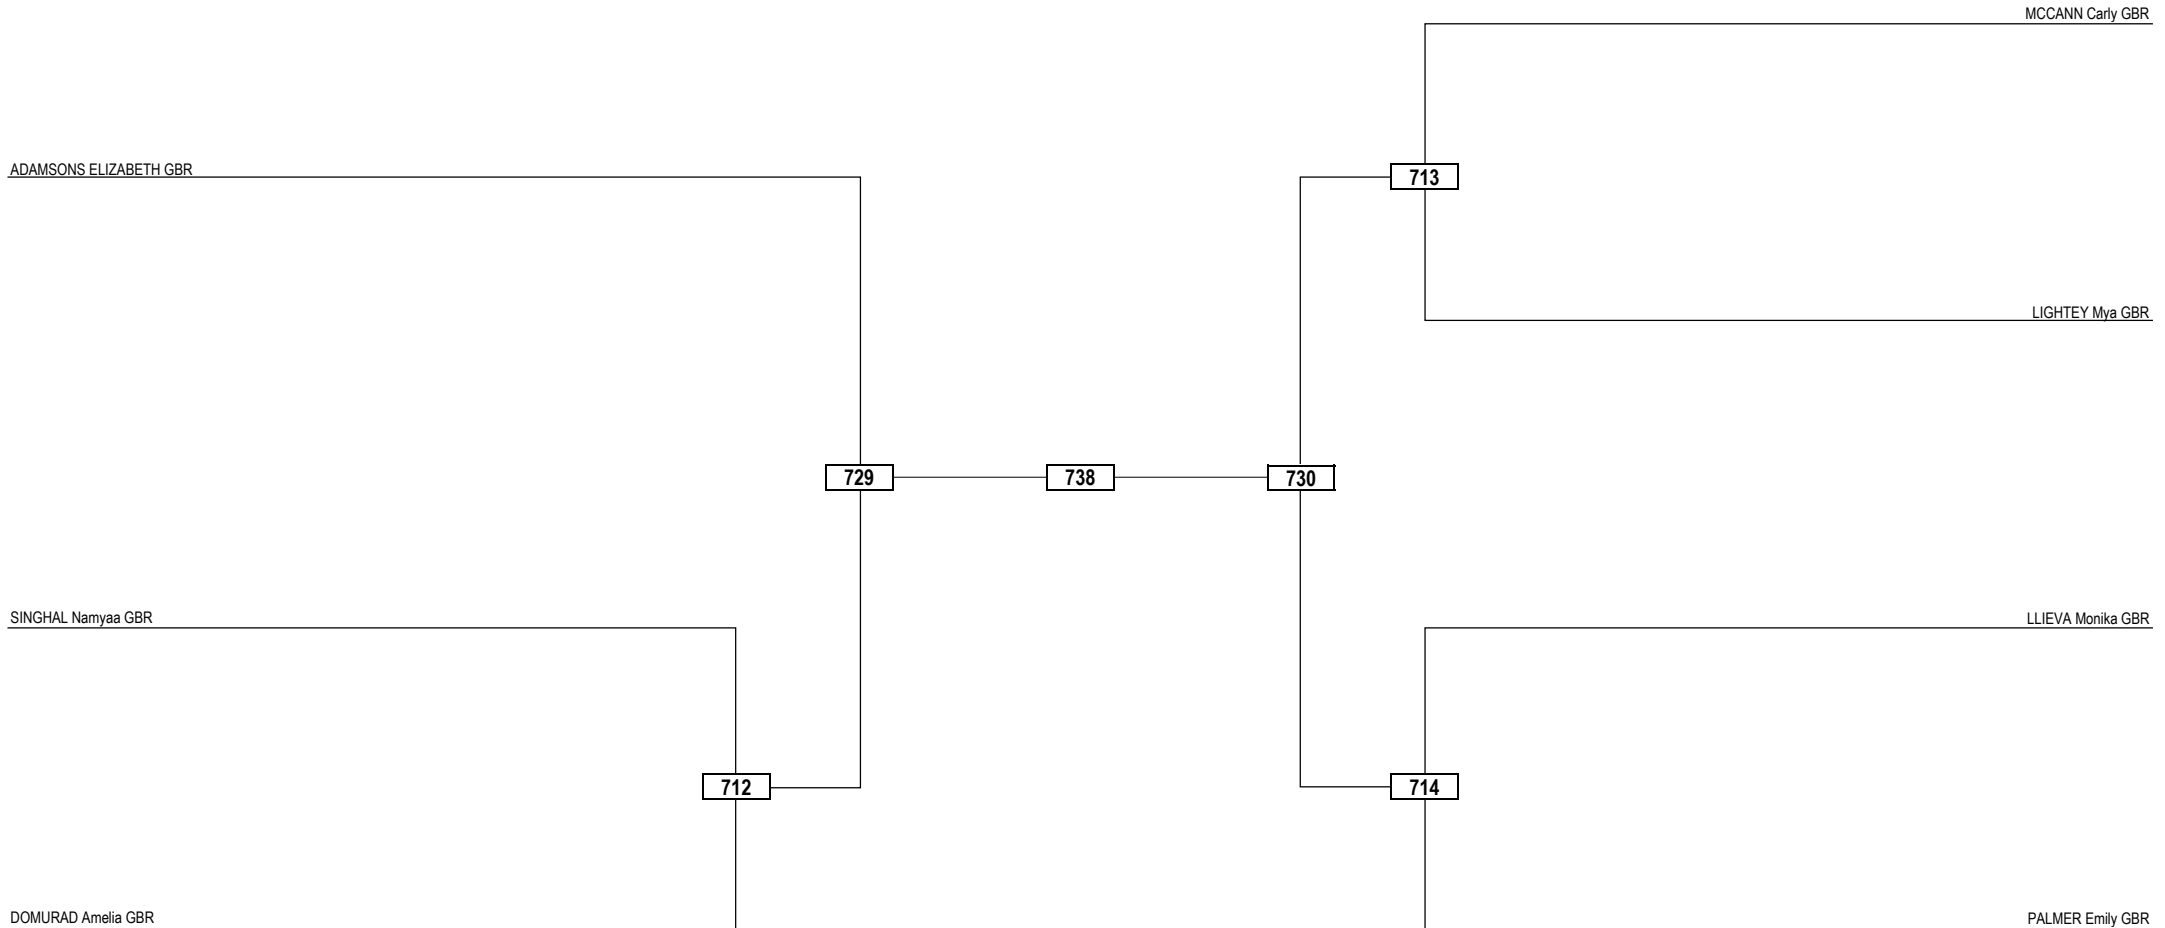 MCCANN Carly GBR
ADAMSONS ELIZABETH GBR
713
LIGHTEY Mya GBR
729
738
730
SINGHAL Namyaa GBR
LLIEVA Monika GBR
712
714
DOMURAD Amelia GBR
PALMER Emily GBR